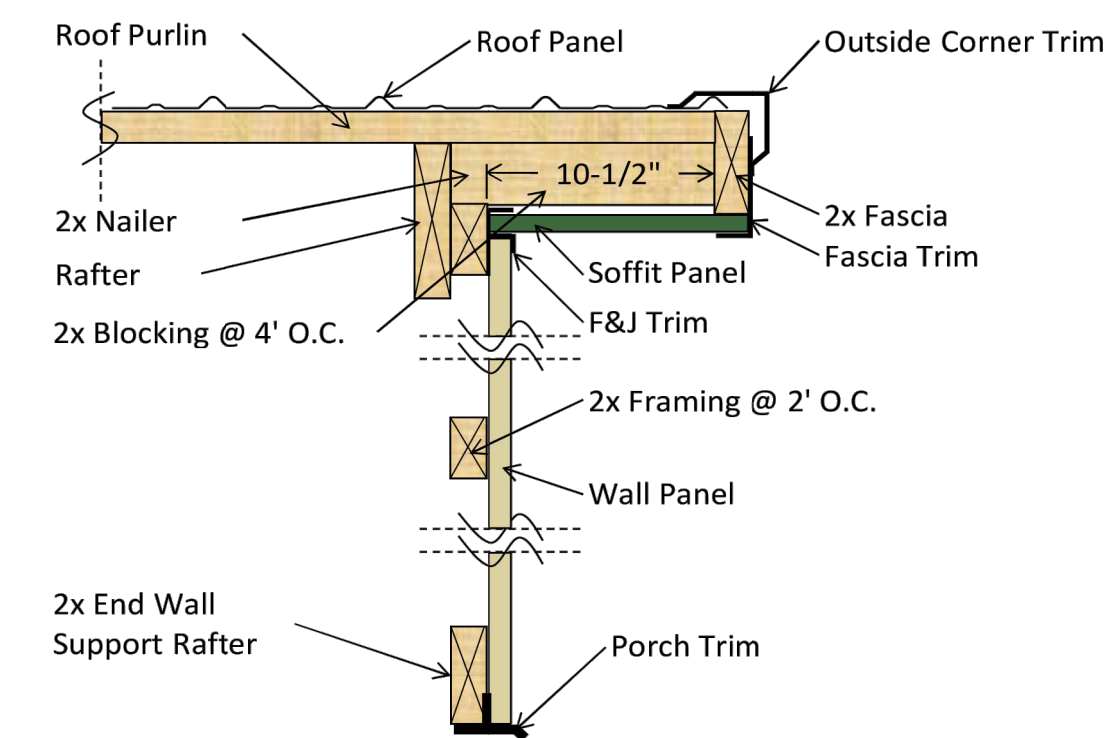 Roof Purlin
Roof Panel
Outside Corner Trim
10-1/2"
2x Nailer
2x Fascia
Rafter
Fascia Trim
Soffit Panel
2x Blocking @ 4' O.C.
F&J Trim
2x Framing @ 2' O.C.
Wall Panel
2x End Wall
Support Rafter
Porch Trim